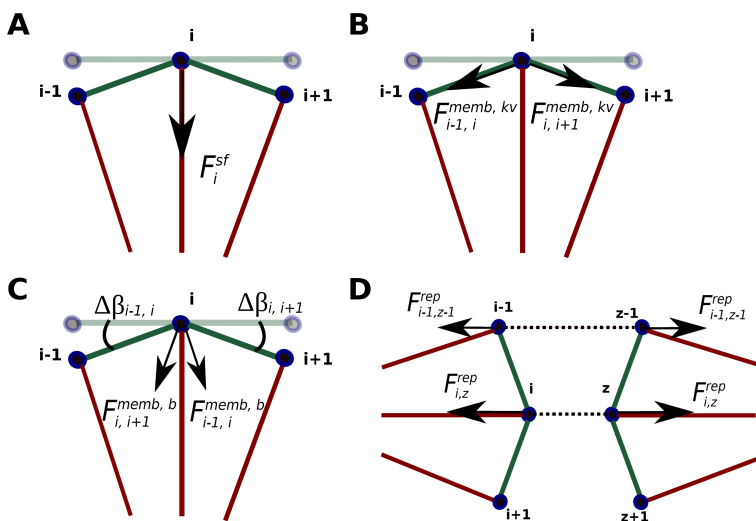 A
i
i-1
i+1
F_i^{sf}
B
i
i-1
i+1
F_{i-1, i}^{memb, kv}
F_{i, i+1}^{memb, kv}
C
i
Δβ_{i-1, i}
Δβ_{i, i+1}
i-1
i+1
F_{i, i+1}^{memb, b}
F_{i-1, i}^{memb, b}
D
F_{i-1,z-1}^{rep}
i-1
z-1
F_{i-1,z-1}^{rep}
F_{i,z}^{rep}
i
z
F_{i,z}^{rep}
i+1
z+1